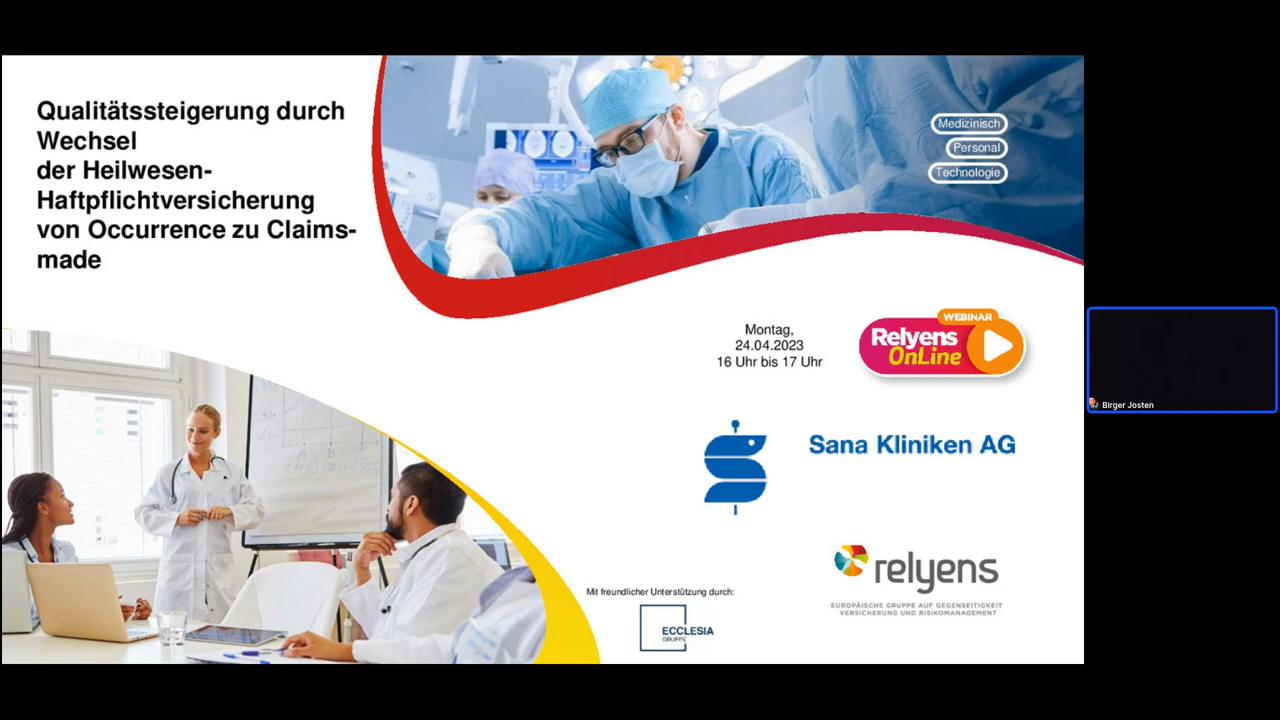 Qualitätssteigerung durch
Wechsel
der Heilwesen-
Haftpflichtversicherung
von Occurrence zu Claims-
made
Medizinisch
Personal
Technologie
Montag,
24.04.2023
16 Uhr bis 17 Uhr
WEBINAR
Relyens
OnLine
Sana Kliniken AG
relyens
EUROPÄISCHE GRUPPE AUF GEGENSEITIGKEIT
VERSICHERUNG UND RISIKOMANAGEMENT
Mit freundlicher Unterstützung durch:
ECCLESIA
GRUPPE
Birger Josten